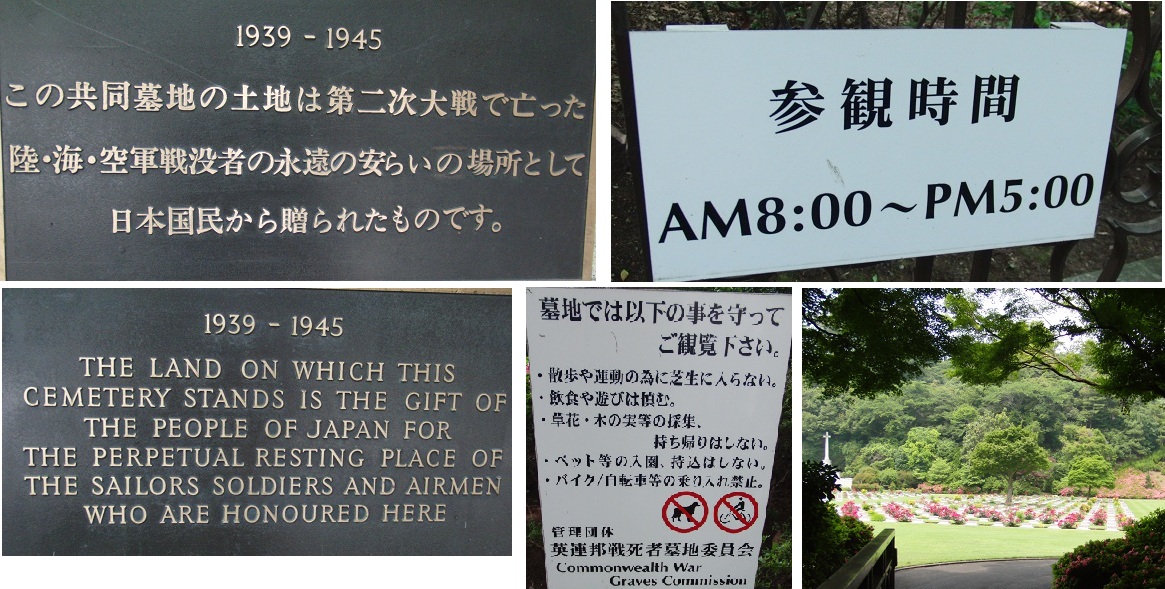 1939 - 1945
この共同墓地の土地は第二次大戦で亡った
陸・海・空軍戦没者の永遠の安らいの場所として
日本国民から贈られたものです。
参観時間
AM8:00～PM5:00
1939 - 1945
THE LAND ON WHICH THIS
CEMETERY STANDS IS THE GIFT OF
THE PEOPLE OF JAPAN FOR
THE PERPETUAL RESTING PLACE OF
THE SAILORS SOLDIERS AND AIRMEN
WHO ARE HONOURED HERE
墓地では以下の事を守って
ご観覧下さい。
・散歩や運動の為に芝生に入らない。
・飲食や遊びは慎む。
・草花・木の実等の採集、
持ち帰りはしない。
・ペット等の入園、持込はしない。
・バイク/自転車等の乗り入れ禁止。
管理団体
英連邦戦死者墓地委員会
Commonwealth War
Graves Commission